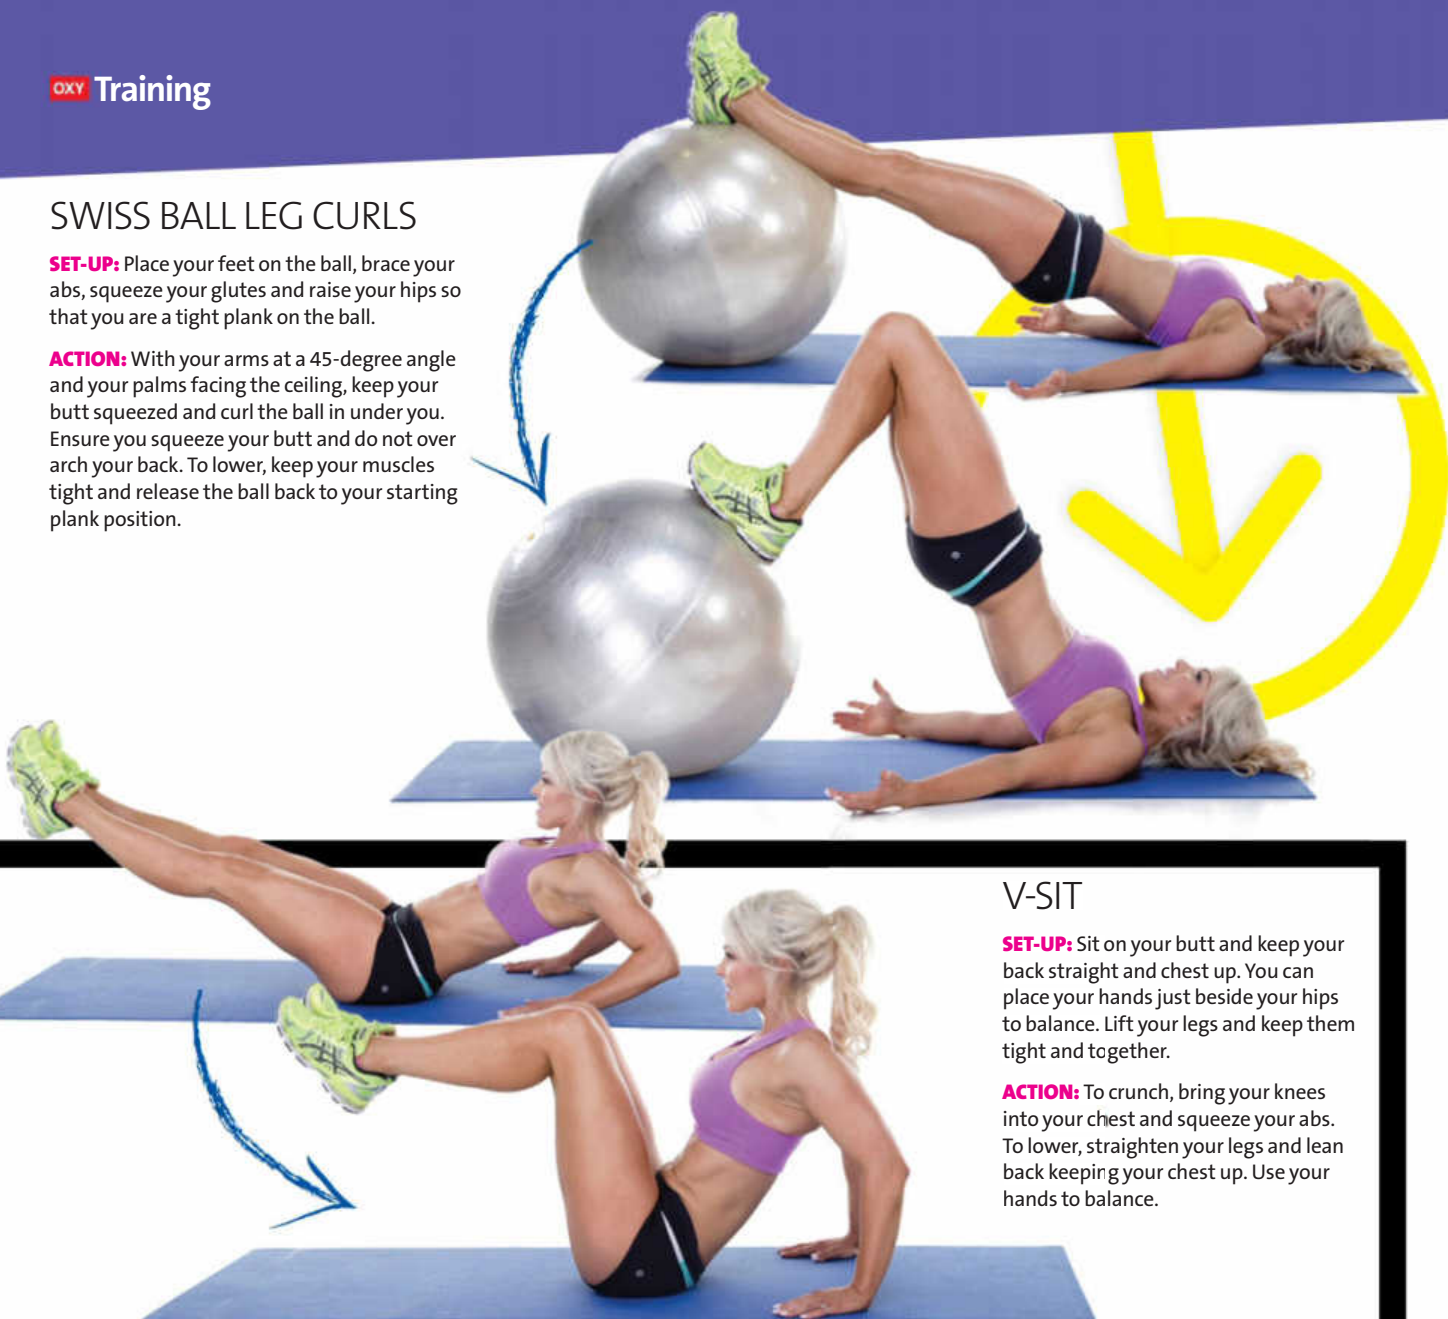 OXY Training
SWISS BALL LEG CURLS
SET-UP: Place your feet on the ball, brace your
abs, squeeze your glutes and raise your hips so
that you are a tight plank on the ball.
ACTION: With your arms at a 45-degree angle
and your palms facing the ceiling, keep your
butt squeezed and curl the ball in under you.
Ensure you squeeze your butt and do not over
arch your back. To lower, keep your muscles
tight and release the ball back to your starting
plank position.
V-SIT
SET-UP: Sit on your butt and keep your
back straight and chest up. You can
place your hands just beside your hips
to balance. Lift your legs and keep them
tight and together.
ACTION: To crunch, bring your knees
into your chest and squeeze your abs.
To lower, straighten your legs and lean
back keeping your chest up. Use your
hands to balance.